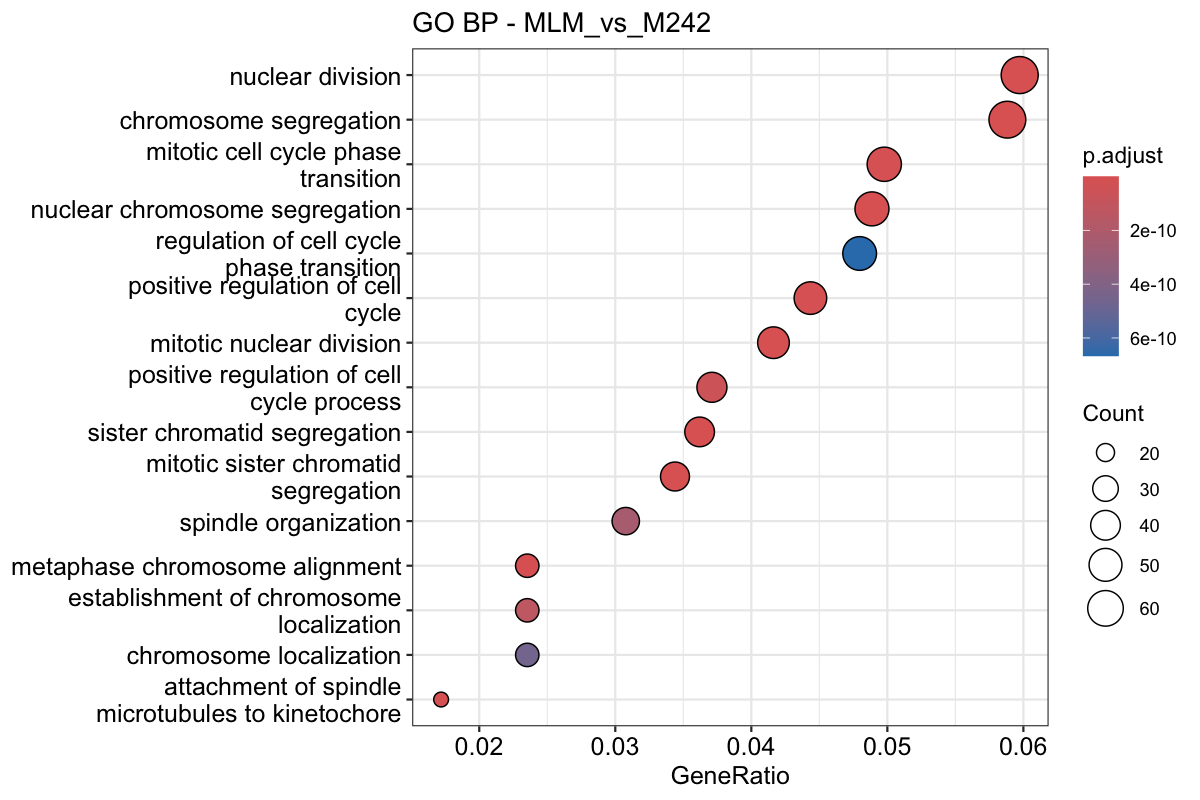 GO BP - MLM_vs_M242
nuclear division
chromosome segregation
mitotic cell cycle phase
transition
nuclear chromosome segregation
regulation of cell cycle
phase transition
positive regulation of cell
cycle
mitotic nuclear division
positive regulation of cell
cycle process
sister chromatid segregation
mitotic sister chromatid
segregation
spindle organization
metaphase chromosome alignment
establishment of chromosome
localization
chromosome localization
attachment of spindle
microtubules to kinetochore
0.02 0.03 0.04 0.05 0.06
GeneRatio
p.adjust
2e-10
4e-10
6e-10
Count
20
30
40
50
60